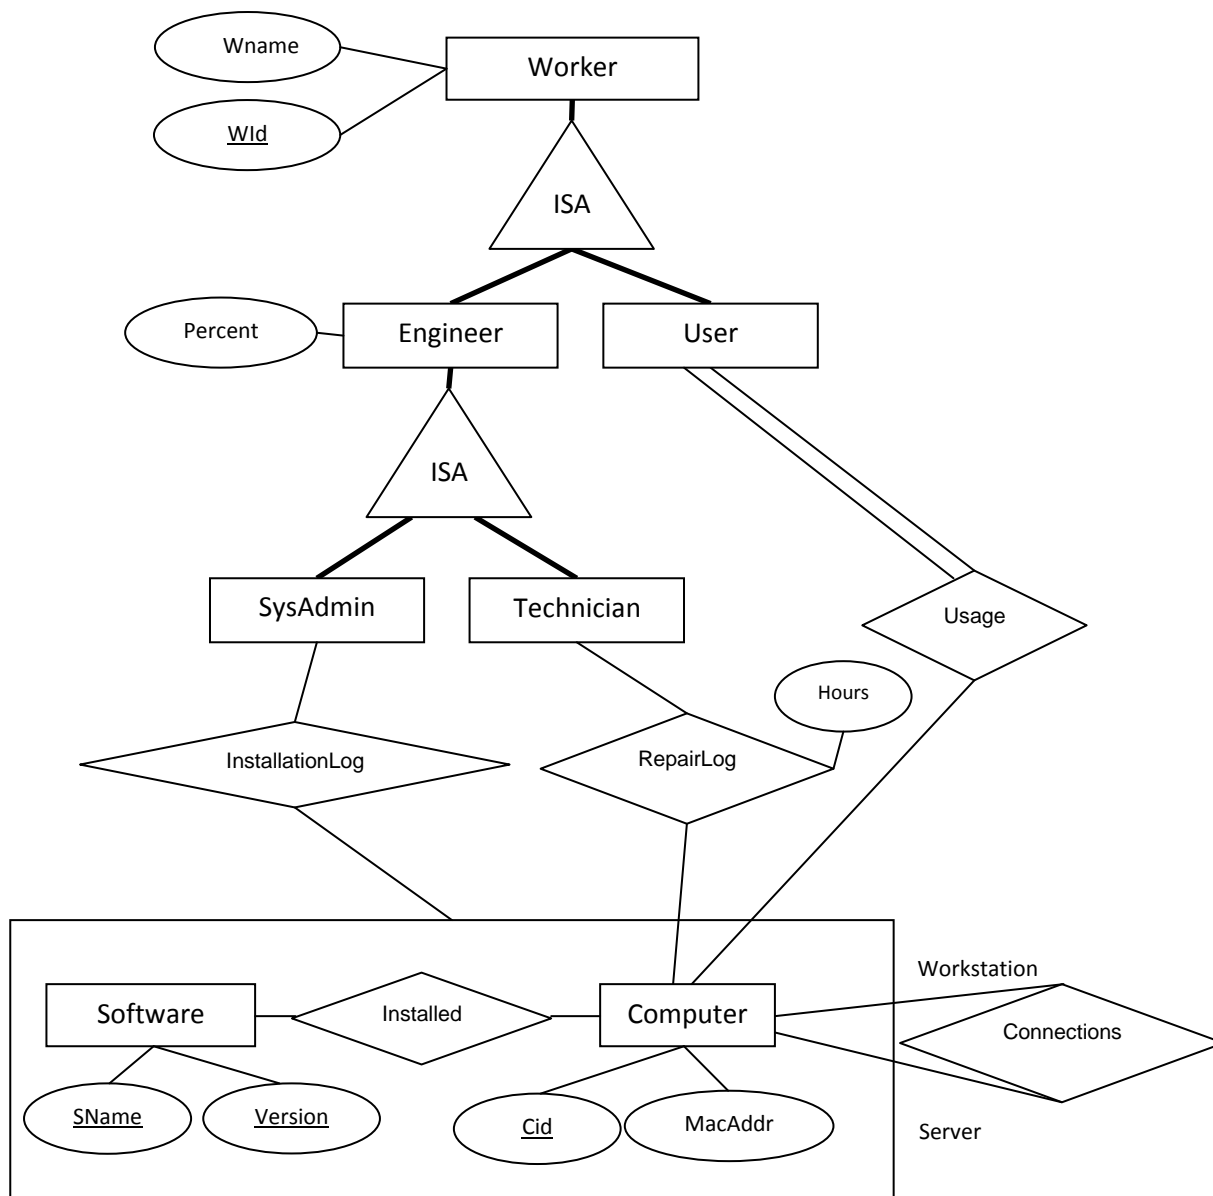 Wname
Worker
WId
ISA
Percent
Engineer
User
ISA
SysAdmin
Technician
Usage
Hours
InstallationLog
RepairLog
Workstation
Software
Installed
Computer
Connections
SName
Version
Cid
MacAddr
Server